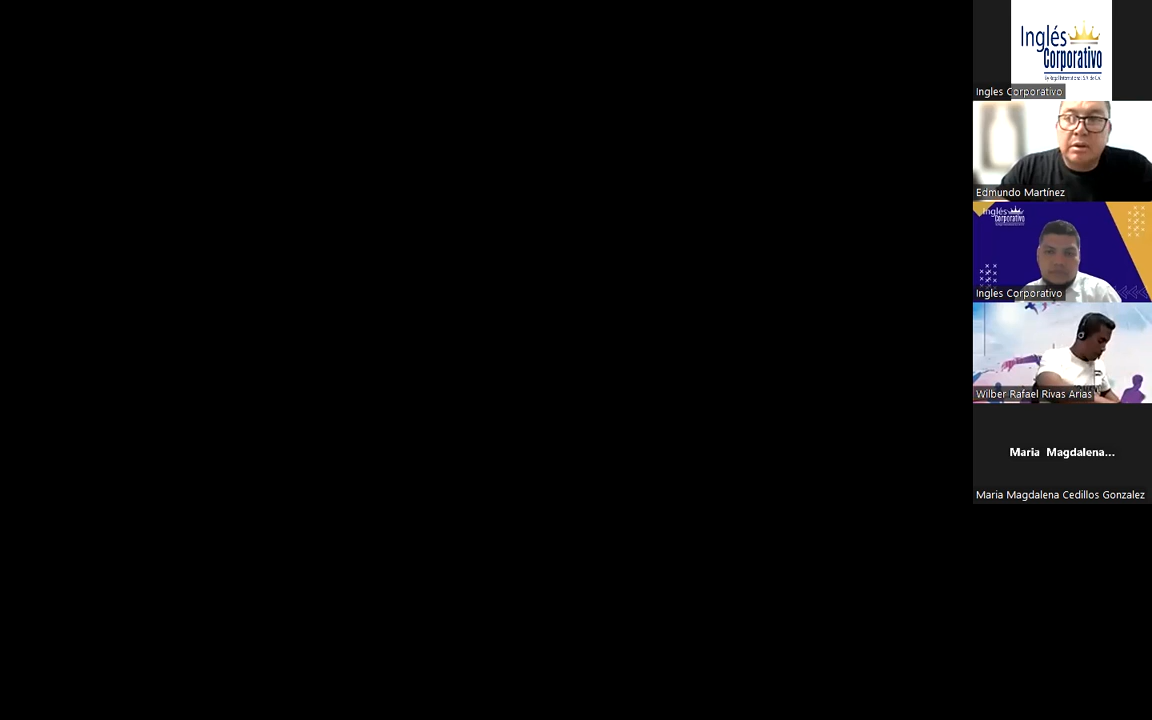 Inglés
Corporativo
Ingles Corporativo
Edmundo Martínez
Inglés
Corporativo
Ingles Corporativo
Wilber Rafael Rivas Arias
Maria Magdalena...
Maria Magdalena Cedillos Gonzalez